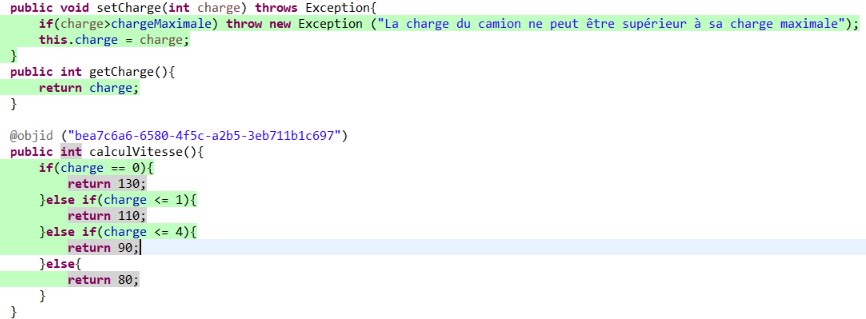 public void setCharge(int charge) throws Exception{
    if(charge>chargeMaximale) throw new Exception ("La charge du camion ne peut être supérieur à sa charge maximale");
    this.charge = charge;
}
public int getCharge(){
    return charge;
}
@objid ("bea7c6a6-6580-4f5c-a2b5-3eb711b1c697")
public int calculVitesse(){
    if(charge == 0){
        return 130;
    }else if(charge <= 1){
        return 110;
    }else if(charge <= 4){
        return 90;
    }else{
        return 80;
    }
}